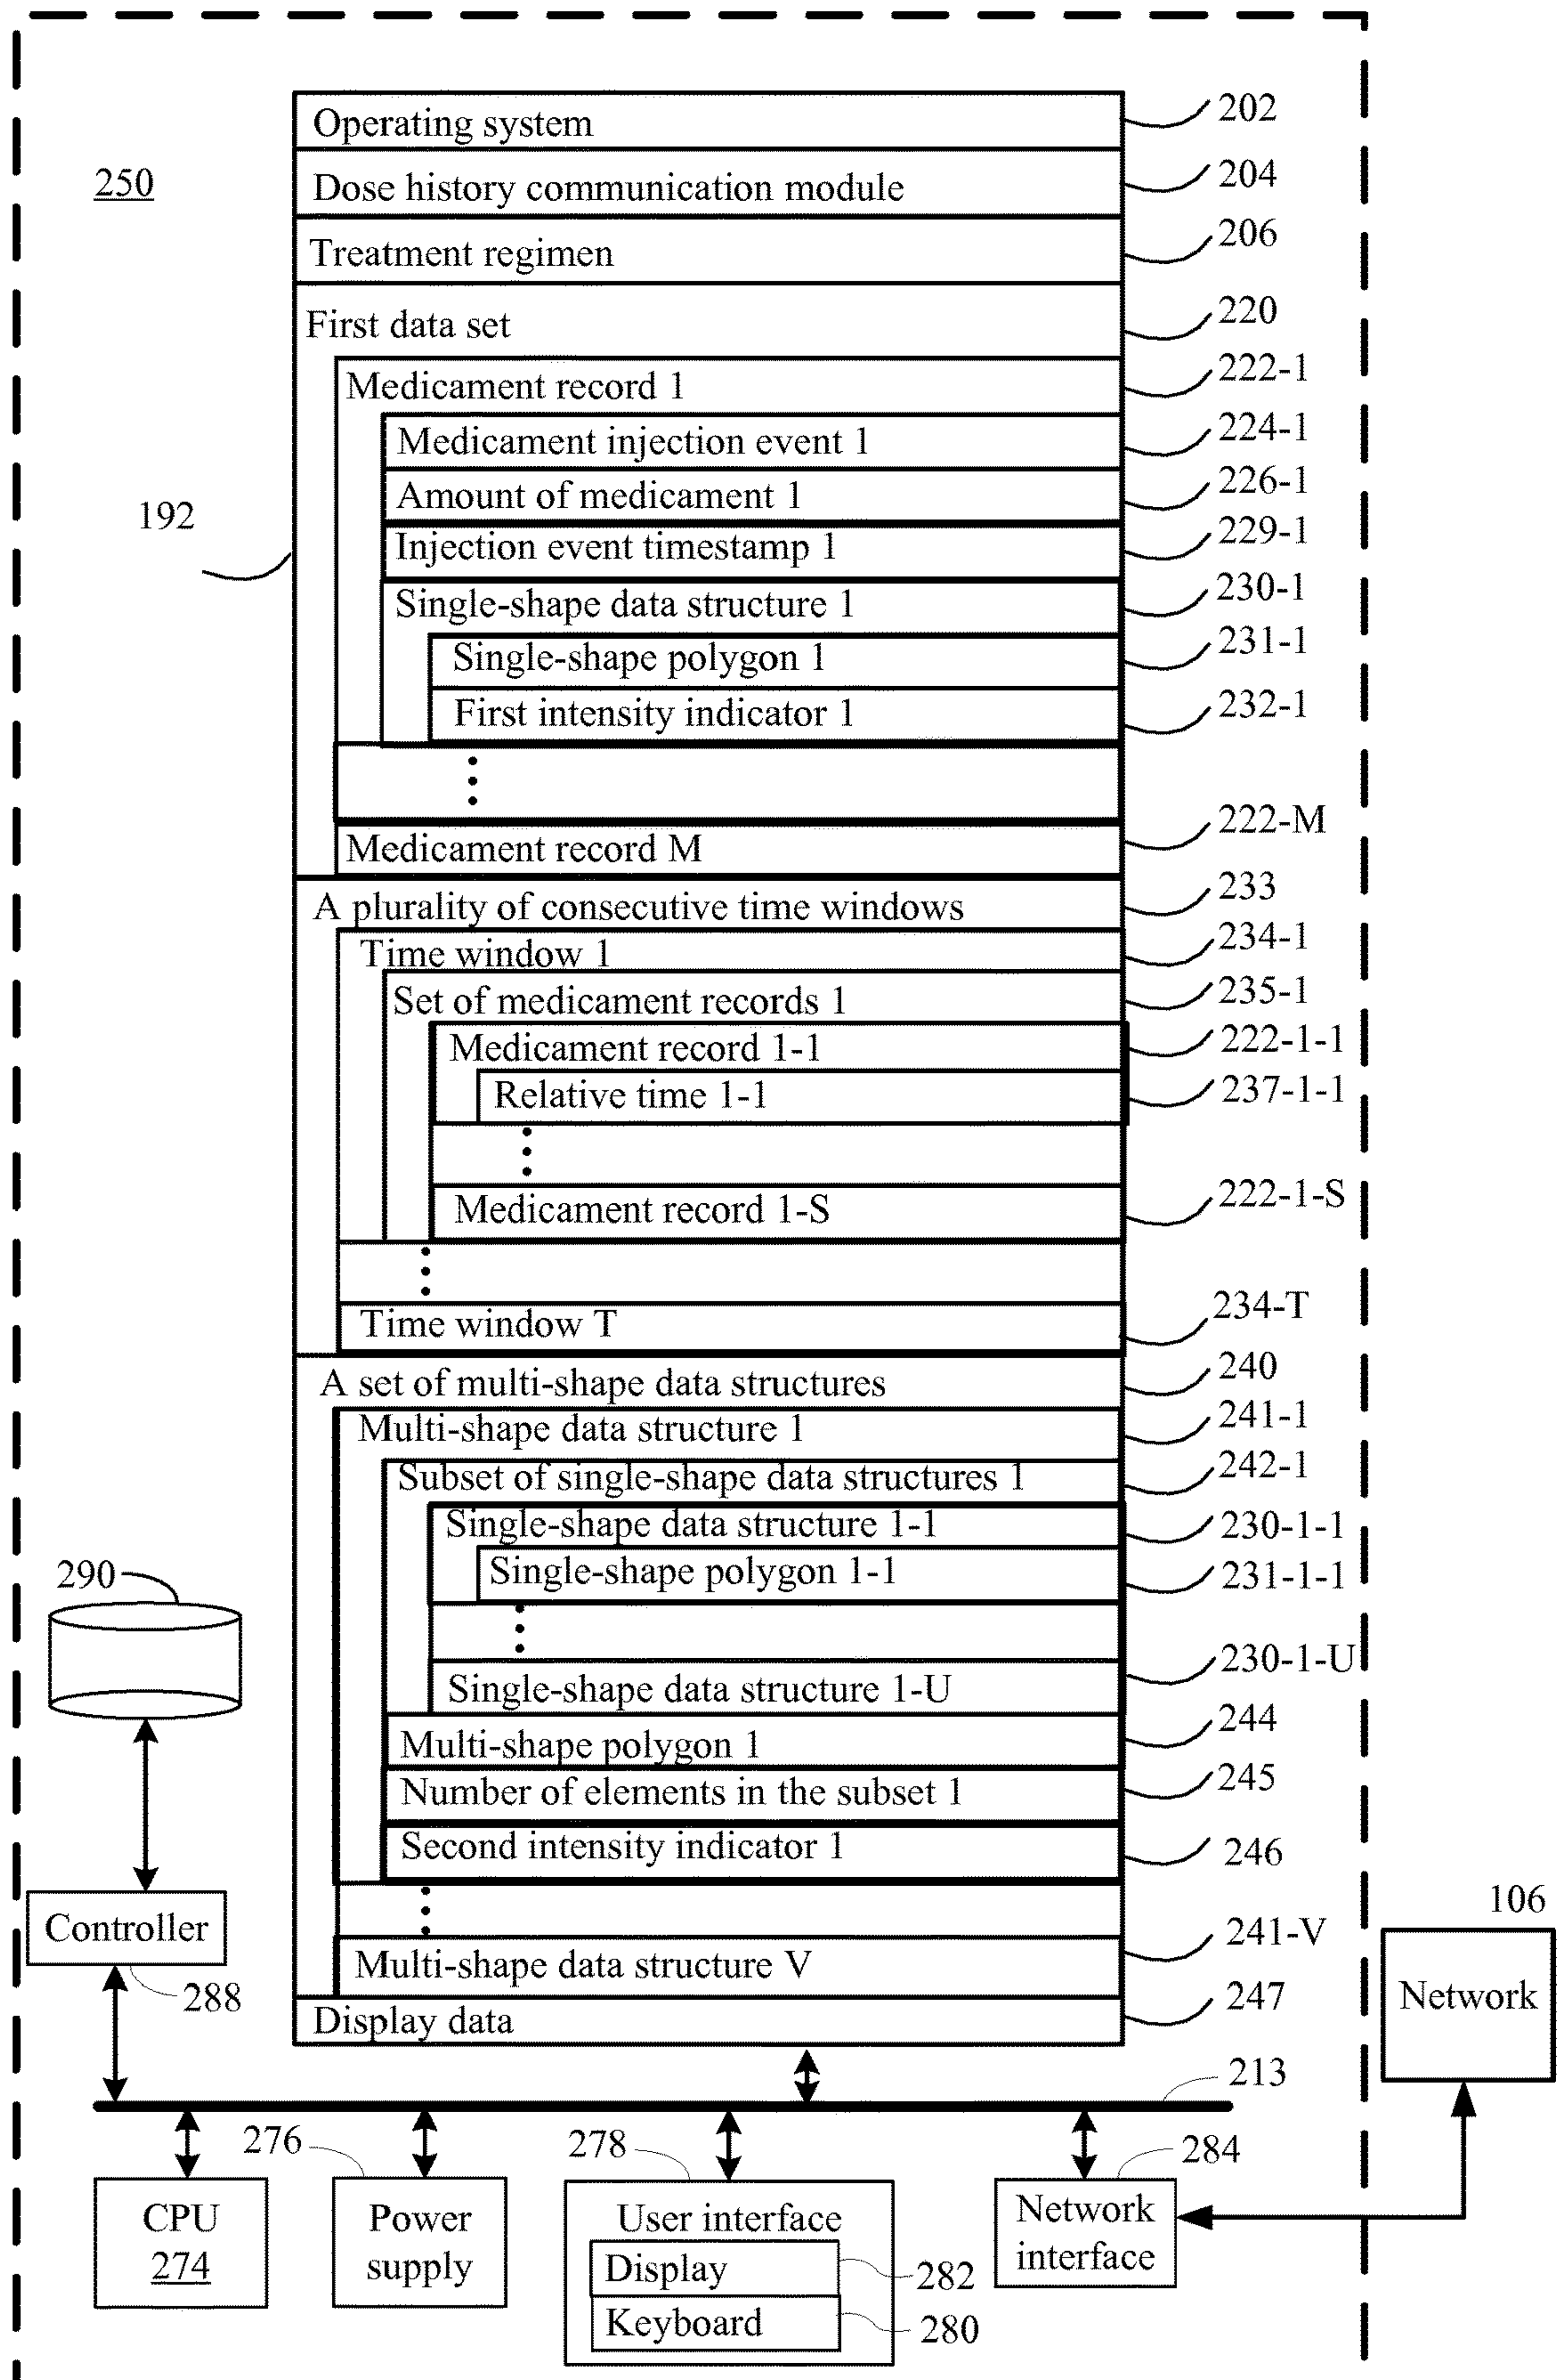 250
192
Operating system
202
Dose history communication module
204
Treatment regimen
206
First data set
220
Medicament record 1
222-1
Medicament injection event 1
224-1
Amount of medicament 1
226-1
Injection event timestamp 1
229-1
Single-shape data structure 1
230-1
Single-shape polygon 1
231-1
First intensity indicator 1
232-1
Medicament record M
222-M
A plurality of consecutive time windows
233
Time window 1
234-1
Set of medicament records 1
235-1
Medicament record 1-1
222-1-1
Relative time 1-1
237-1-1
Medicament record 1-S
222-1-S
Time window T
234-T
A set of multi-shape data structures
240
Multi-shape data structure 1
241-1
Subset of single-shape data structures 1
242-1
Single-shape data structure 1-1
230-1-1
Single-shape polygon 1-1
231-1-1
Single-shape data structure 1-U
230-1-U
Multi-shape polygon 1
244
Number of elements in the subset 1
245
Second intensity indicator 1
246
Multi-shape data structure V
241-V
Display data
247
290
Controller
288
106
Network
213
276
278
284
CPU
274
Power
supply
User interface
Display
282
Keyboard
280
Network
interface